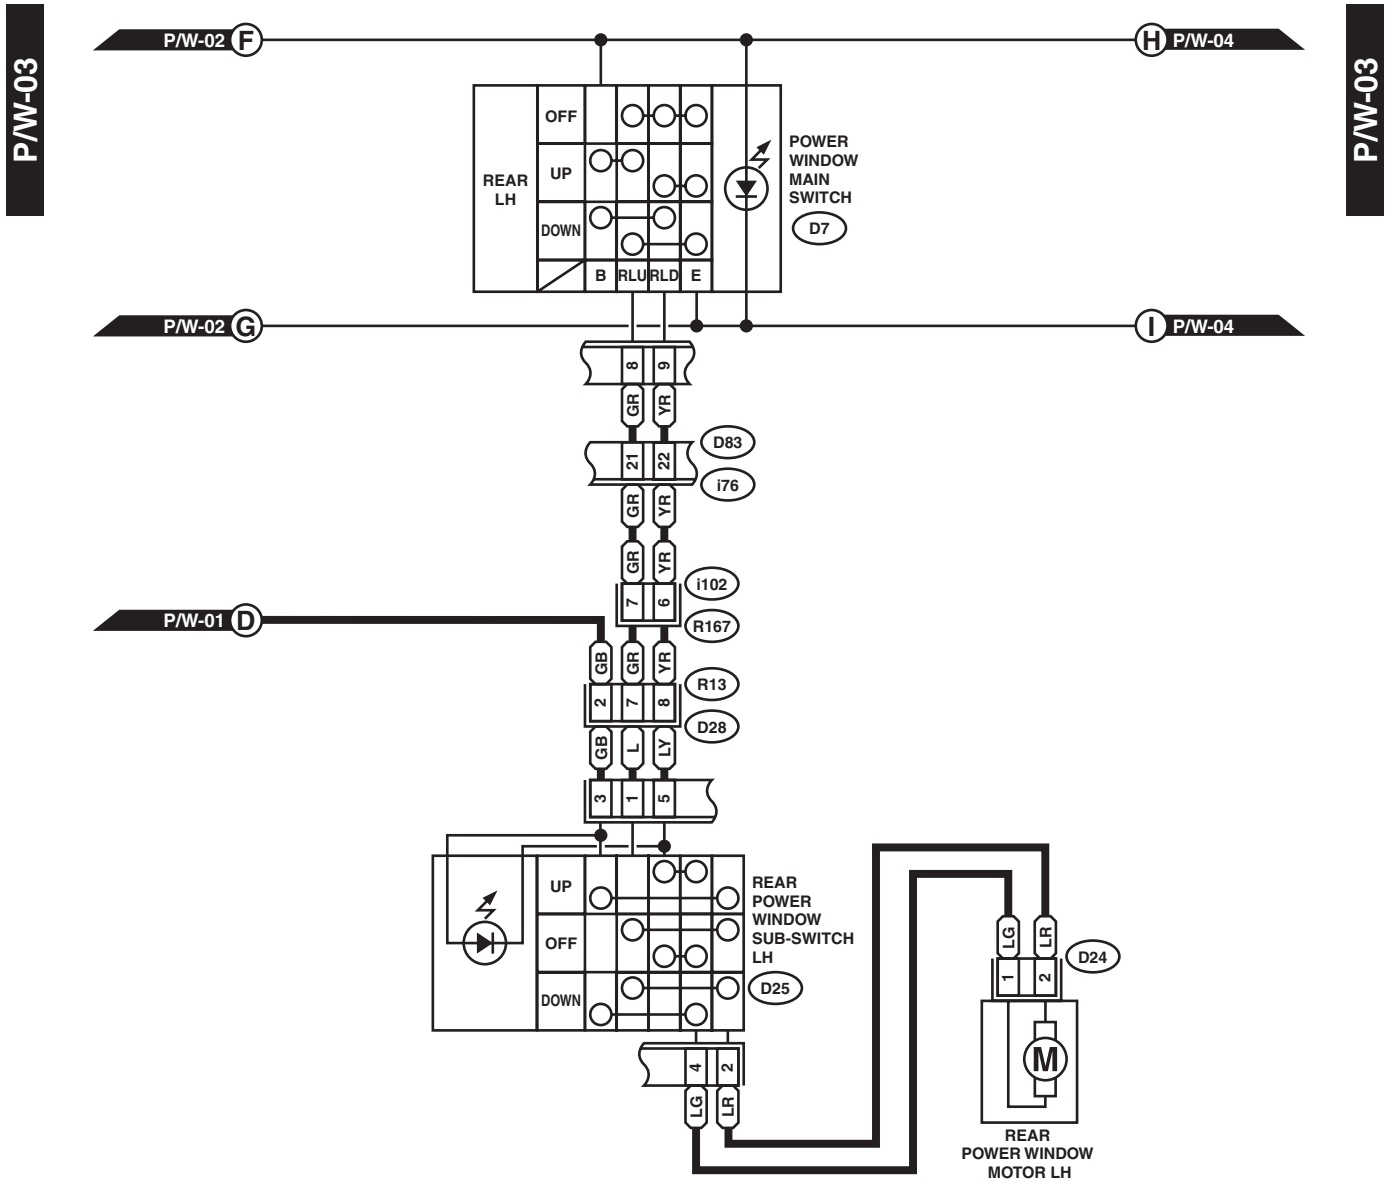 P/W-03
P/W-03
P/W-02 F
H P/W-04
REAR
LH
OFF
UP
DOWN
B RLU RLD E
POWER
WINDOW
MAIN
SWITCH
D7
P/W-02 G
I P/W-04
8 9
GR YR
21 22
D83
i76
GR YR
GR YR
i102
7 6
R167
P/W-01 D
GB GR YR
R13
2 7 8
D28
GB L LY
3 1 5
UP
OFF
DOWN
REAR
POWER
WINDOW
SUB-SWITCH
LH
D25
4 2
LG LR
LG LR
D24
1 2
M
REAR
POWER WINDOW
MOTOR LH